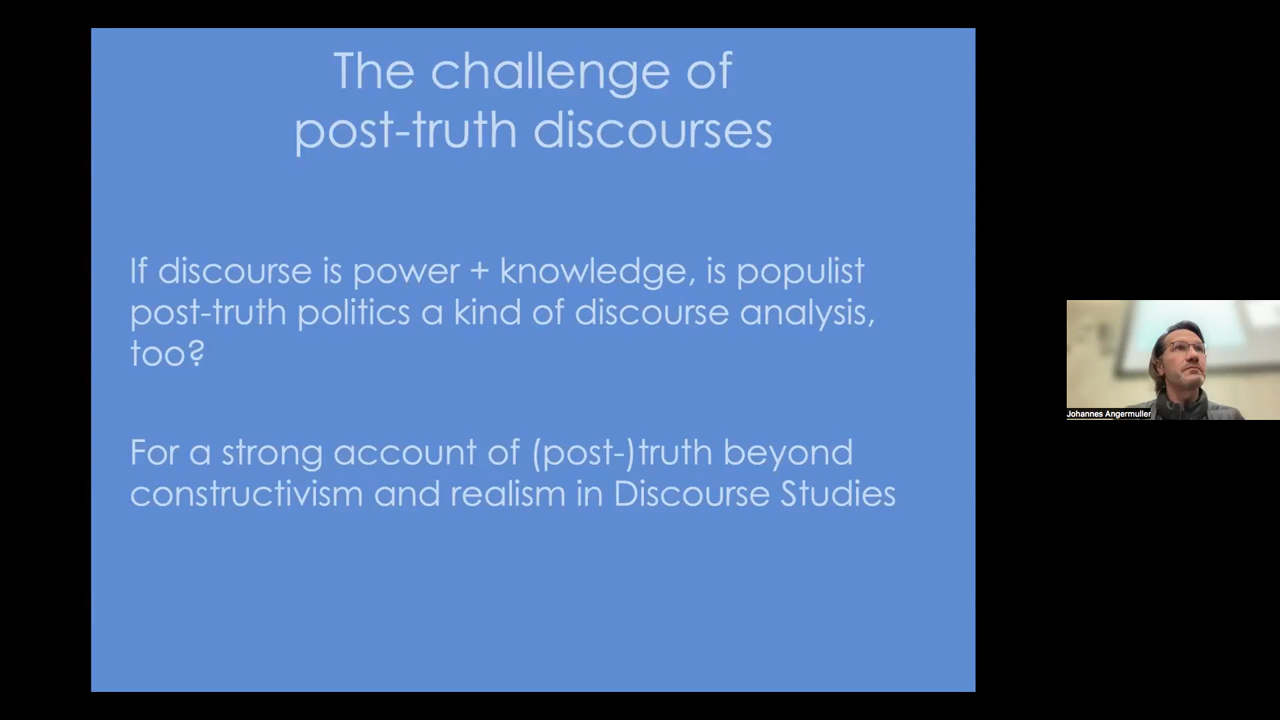 The challenge of
post-truth discourses
If discourse is power + knowledge, is populist
post-truth politics a kind of discourse analysis,
too?
For a strong account of (post-)truth beyond
constructivism and realism in Discourse Studies
Johannes Angermuller